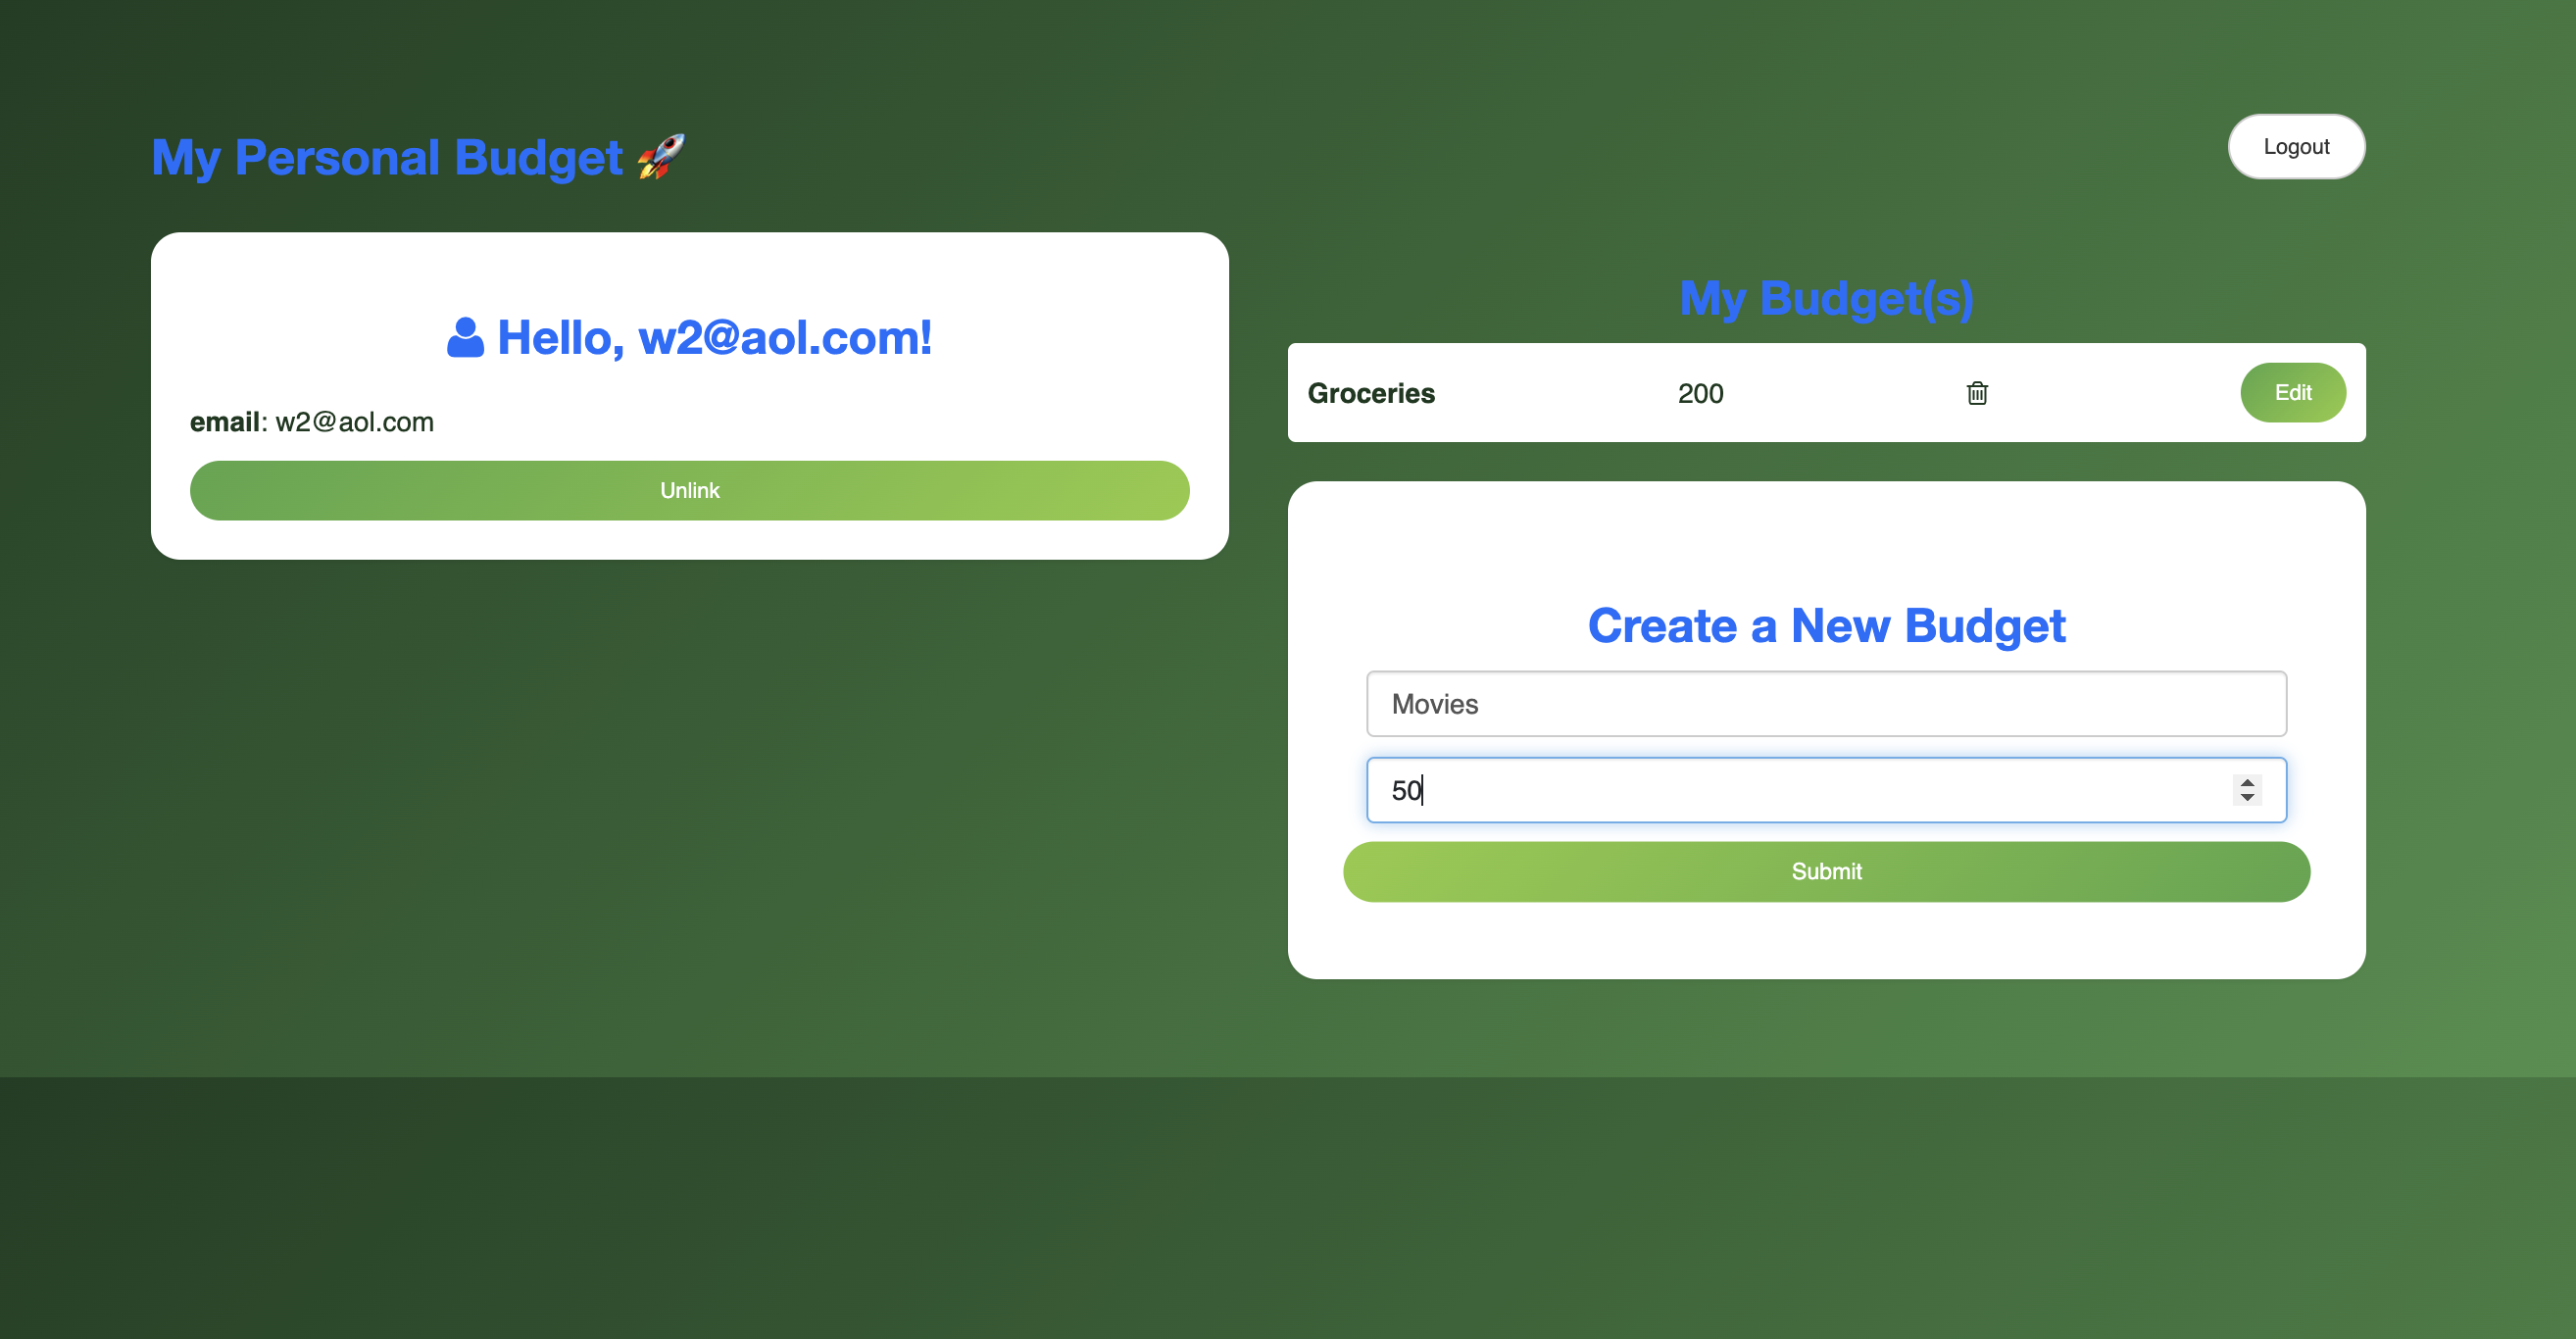 My Personal Budget 🚀
Logout
Hello, w2@aol.com!
email: w2@aol.com
Unlink
My Budget(s)
Groceries 200 Edit
Create a New Budget
Movies
50
Submit